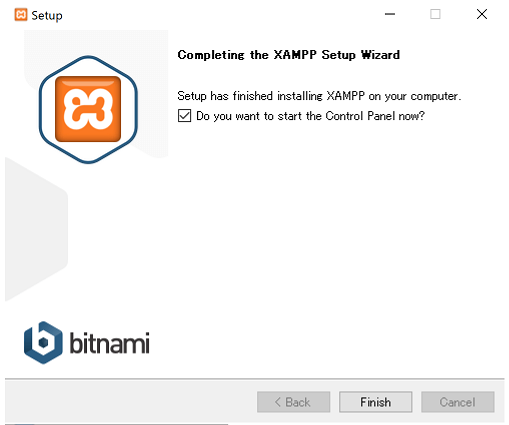 Setup
Completing the XAMPP Setup Wizard
Setup has finished installing XAMPP on your computer.
Do you want to start the Control Panel now?
bitnami
< Back
Finish
Cancel